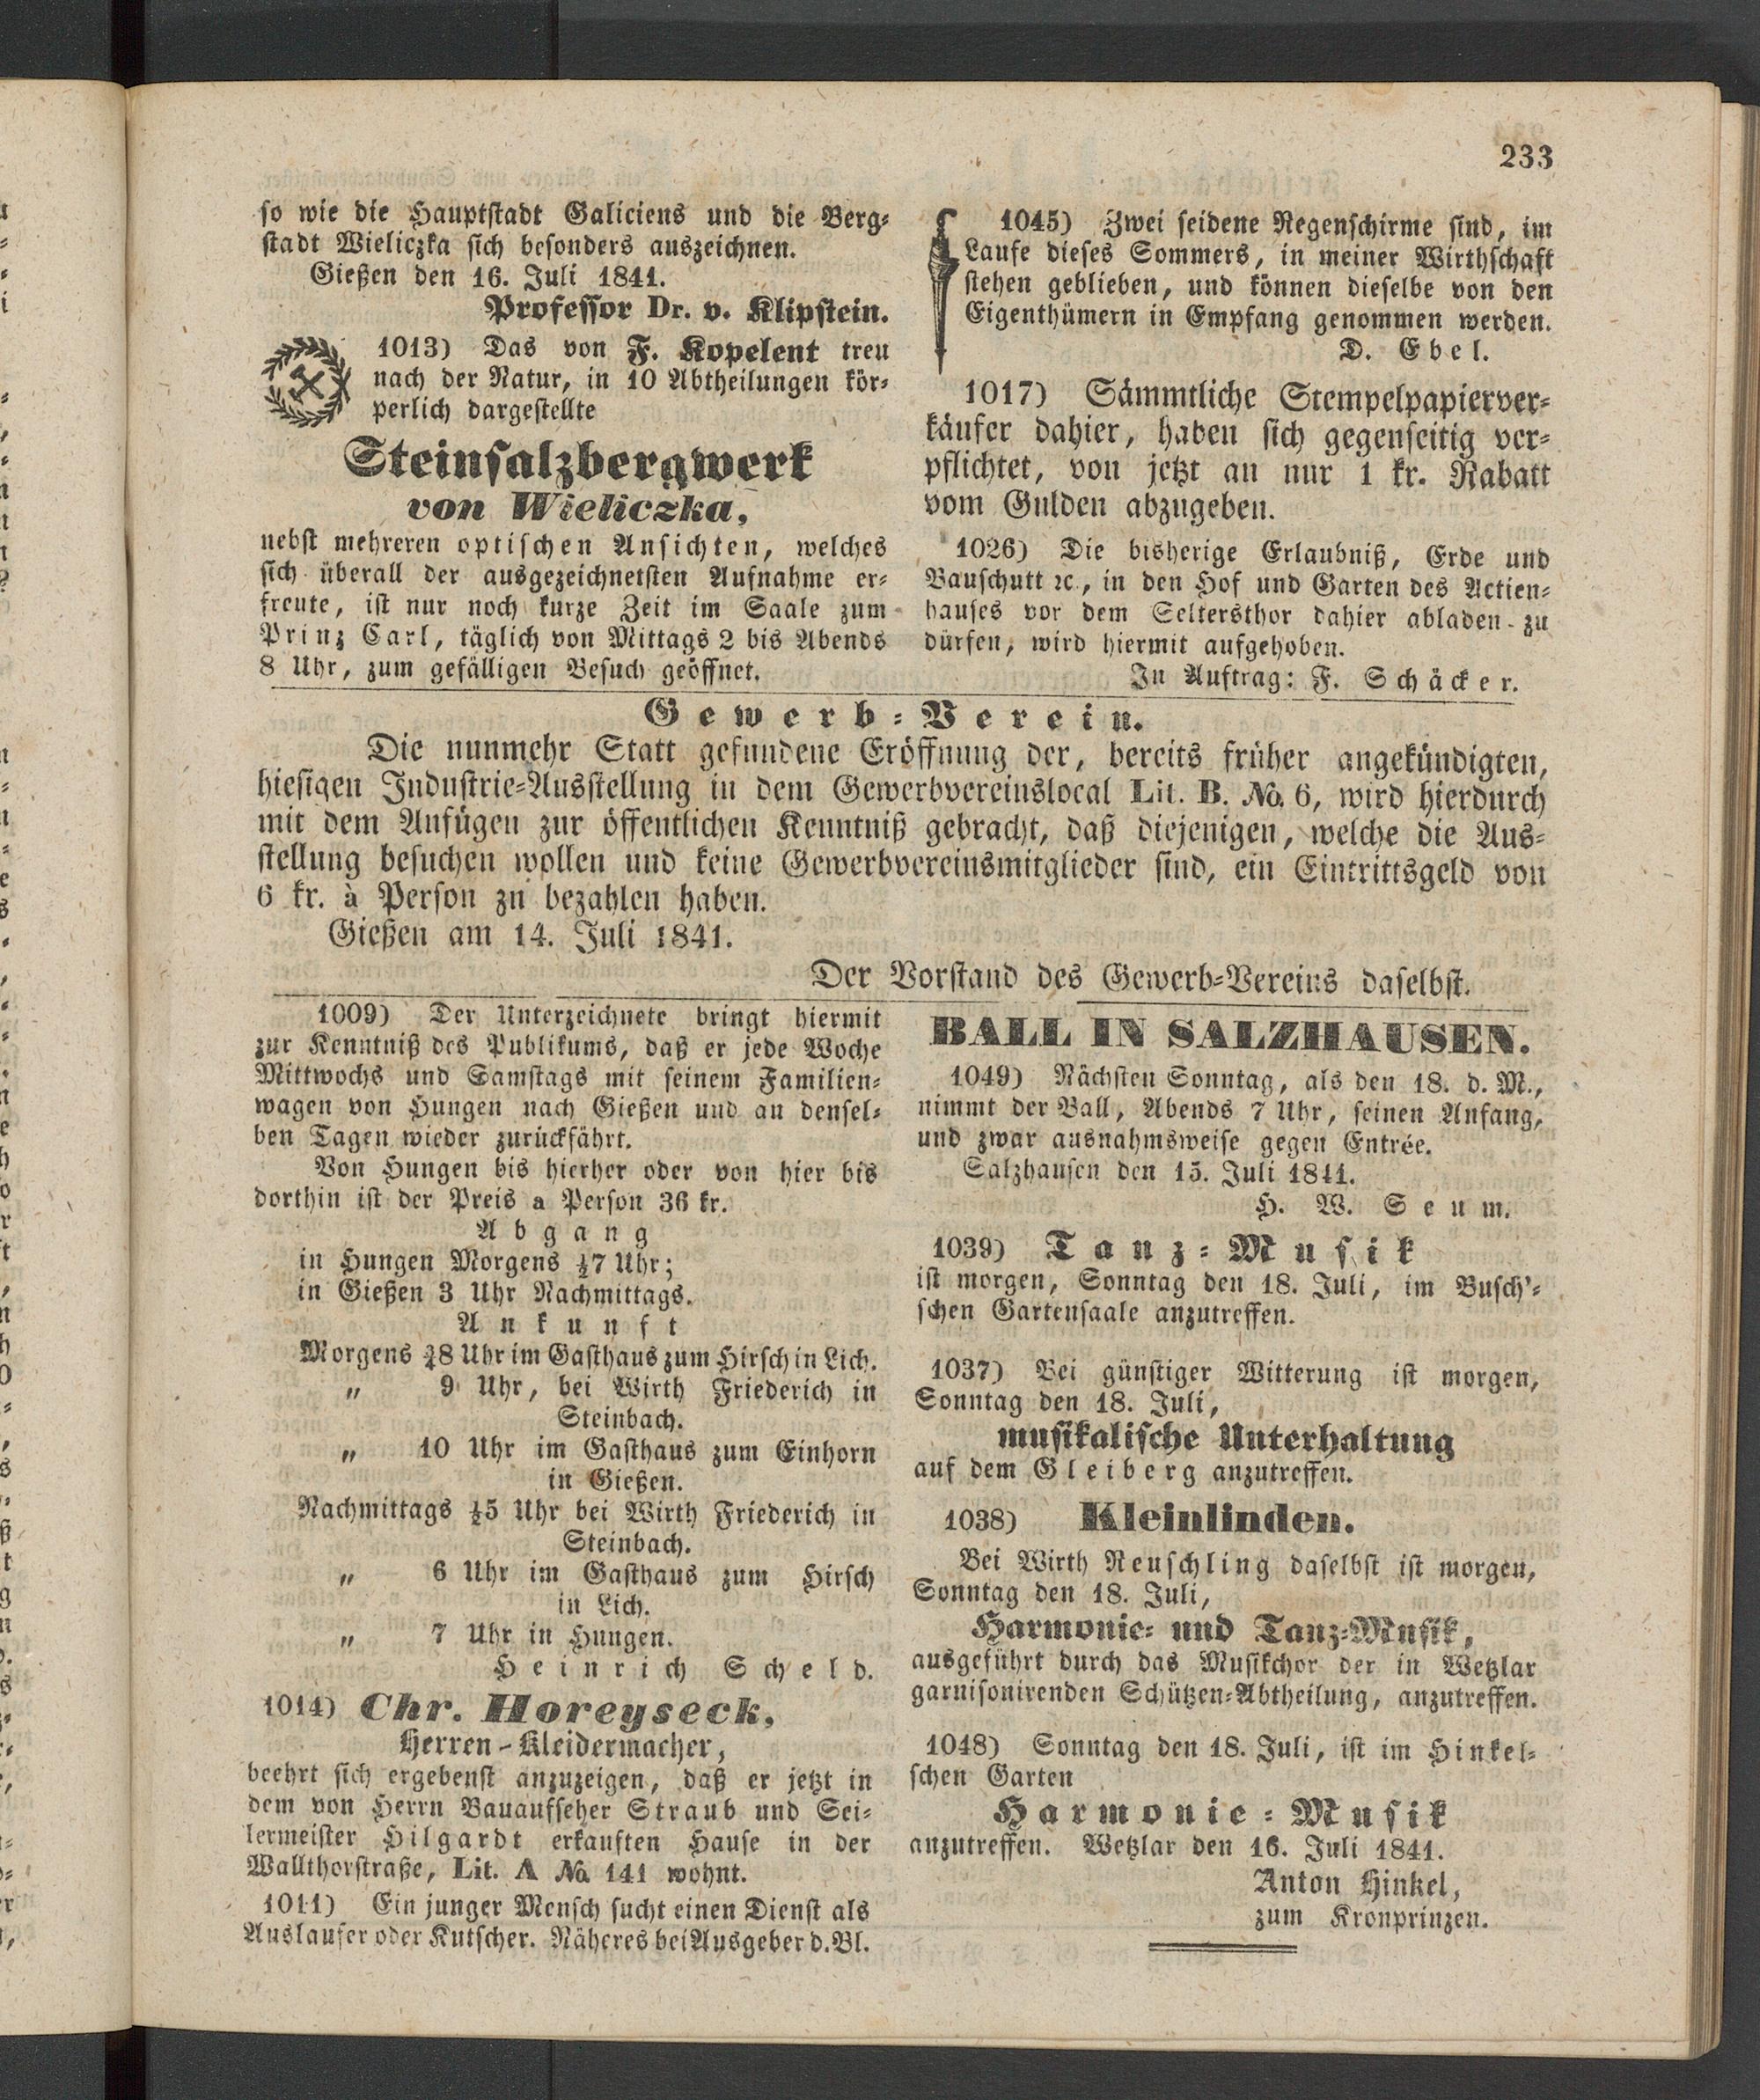 233
so wie die Hauptstadt Galiciens und die Berg-
stadt Wieliczka sich besonders auszeichnen.
Gießen den 16. Juli 1841.
Professor Dr. v. Klipstein.
1013) Das von F. Kopelent treu
nach der Natur, in 10 Abtheilungen kör-
perlich dargestellte
Steinsalzbergwerk
von Wieliczka,
nebst mehreren optischen Ansichten, welches
sich überall der ausgezeichnetsten Aufnahme er-
freute, ist nur noch kurze Zeit im Saale zum
Prinz Carl, täglich von Mittags 2 bis Abends
8 Uhr, zum gefälligen Besuch geöffnet.
1045) Zwei seidene Regenschirme sind, im
Laufe dieses Sommers, in meiner Wirthschaft
stehen geblieben, und können dieselbe von den
Eigenthümern in Empfang genommen werden.
D. Ebel.
1017) Sämmtliche Stempelpapierver-
käufer dahier, haben sich gegenseitig ver-
pflichtet, von jetzt an nur 1 kr. Rabatt
vom Gulden abzugeben.
1026) Die bisherige Erlaubniß, Erde und
Bauschutt ꝛc., in den Hof und Garten des Actien-
hauses vor dem Seltersthor dahier abladen zu
dürfen, wird hiermit aufgehoben.
In Auftrag: F. Schäcker.
Gewerb-Verein.
Die nunmehr Statt gefundene Eröffnung der, bereits früher angekündigten,
hiesigen Industrie-Ausstellung in dem Gewerbvereinslocal Lit. B. No. 6, wird hierdurch
mit dem Anfügen zur öffentlichen Kenntniß gebracht, daß diejenigen, welche die Aus-
stellung besuchen wollen und keine Gewerbvereinsmitglieder sind, ein Eintrittsgeld von
6 kr. à Person zu bezahlen haben.
Gießen am 14. Juli 1841.
Der Vorstand des Gewerb-Vereins daselbst.
1009) Der Unterzeichnete bringt hiermit
zur Kenntniß des Publikums, daß er jede Woche
Mittwochs und Samstags mit seinem Familien-
wagen von Hungen nach Gießen und an densel-
ben Tagen wieder zurückfährt.
Von Hungen bis hierher oder von hier bis
dorthin ist der Preis a Person 36 kr.
Abgang
in Hungen Morgens ½7 Uhr;
in Gießen 3 Uhr Nachmittags.
Ankunft
Morgens ¾8 Uhr im Gasthaus zum Hirsch in Lich.
„ 9 Uhr, bei Wirth Friederich in
Steinbach.
„ 10 Uhr im Gasthaus zum Einhorn
in Gießen.
Nachmittags ½5 Uhr bei Wirth Friederich in
Steinbach.
„ 6 Uhr im Gasthaus zum Hirsch
in Lich.
„ 7 Uhr in Hungen.
Heinrich Scheld.
1014) Chr. Horeyseck,
Herren-Kleidermacher,
beehrt sich ergebenst anzuzeigen, daß er jetzt in
dem von Herrn Bauaufseher Straub und Sei-
lermeister Hilgardt erkauften Hause in der
Wallthorstraße, Lit. A No. 141 wohnt.
1011) Ein junger Mensch sucht einen Dienst als
Auslaufer oder Kutscher. Näheres bei Ausgeber d. Bl.
BALL IN SALZHAUSEN.
1049) Nächsten Sonntag, als den 18. d. M.,
nimmt der Ball, Abends 7 Uhr, seinen Anfang,
und zwar ausnahmsweise gegen Entrée.
Salzhausen den 15. Juli 1841.
H. W. Seum.
1039) Tanz-Musik
ist morgen, Sonntag den 18. Juli, im Busch'-
schen Gartensaale anzutreffen.
1037) Bei günstiger Witterung ist morgen,
Sonntag den 18. Juli,
musikalische Unterhaltung
auf dem Gleiberg anzutreffen.
1038) Kleinlinden.
Bei Wirth Neuschling daselbst ist morgen,
Sonntag den 18. Juli,
Harmonie- und Tanz-Musik,
ausgeführt durch das Musikchor der in Wetzlar
garnisonirenden Schützen-Abtheilung, anzutreffen.
1048) Sonntag den 18. Juli, ist im Hinkel-
schen Garten
Harmonie-Musik
anzutreffen. Wetzlar den 16. Juli 1841.
Anton Hinkel,
zum Kronprinzen.